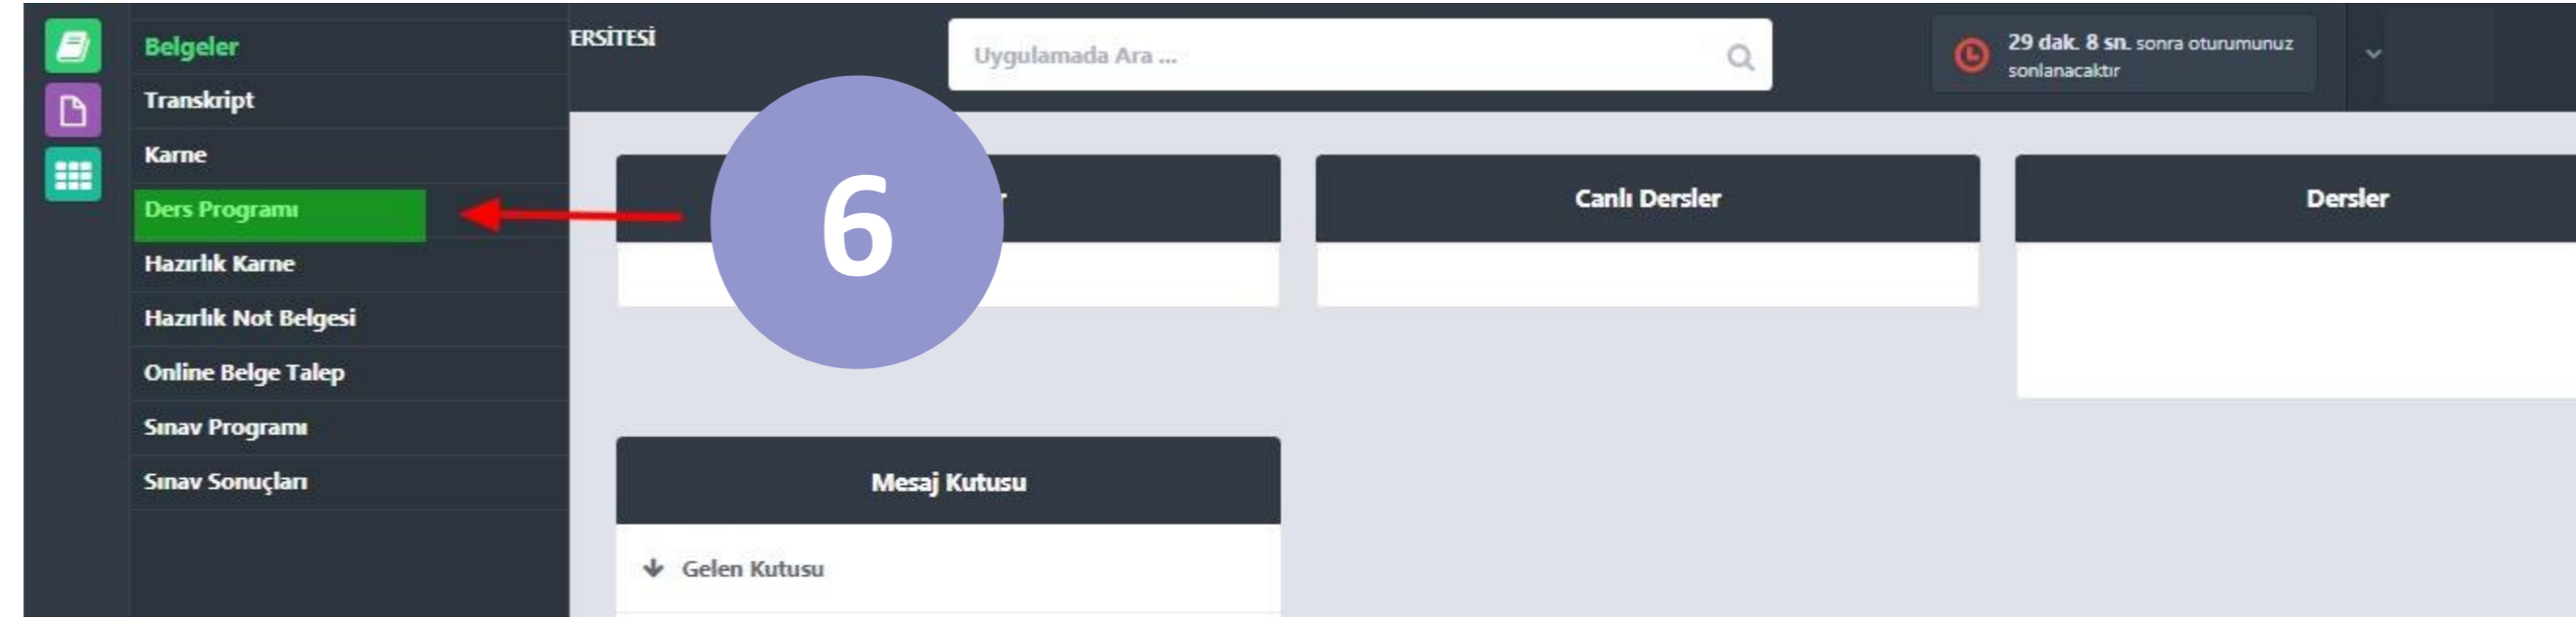 Belgeler
Transkript
Karne
Ders Programı
Hazırlık Karne
Hazırlık Not Belgesi
Online Belge Talep
Sınav Programı
Sınav Sonuçları
ERSİTESİ
Uygulamada Ara ...
29 dak. 8 sn. sonra oturumunuz
sonlanacaktır
6
Canlı Dersler
Dersler
Mesaj Kutusu
Gelen Kutusu